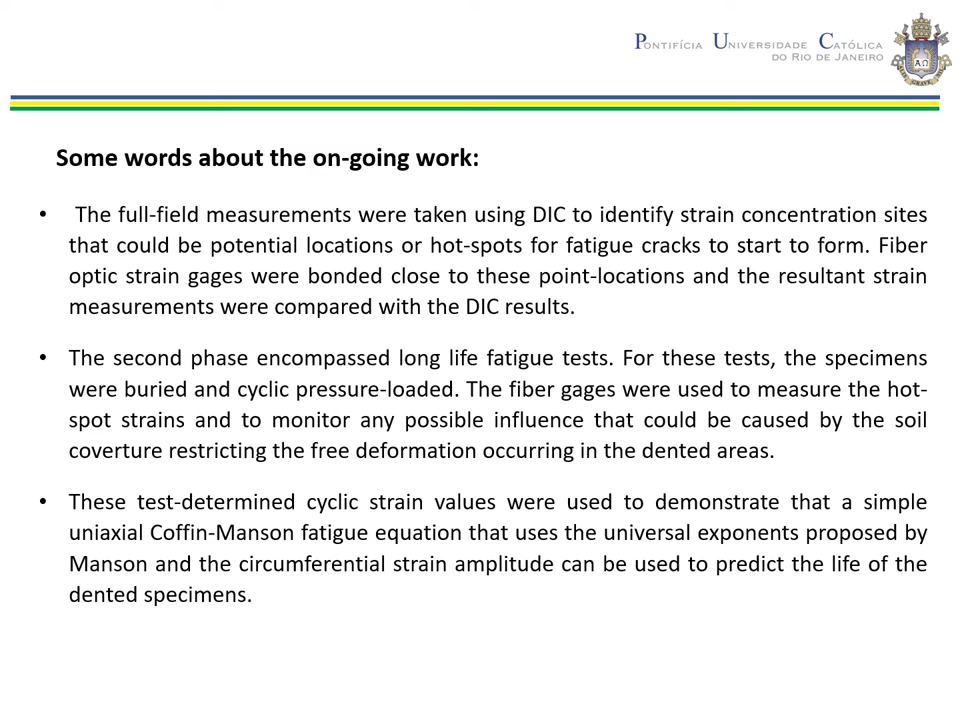 Pontifícia Universidade Católica
do Rio de Janeiro
Some words about the on-going work:
• The full-field measurements were taken using DIC to identify strain concentration sites
that could be potential locations or hot-spots for fatigue cracks to start to form. Fiber
optic strain gages were bonded close to these point-locations and the resultant strain
measurements were compared with the DIC results.
• The second phase encompassed long life fatigue tests. For these tests, the specimens
were buried and cyclic pressure-loaded. The fiber gages were used to measure the hot-
spot strains and to monitor any possible influence that could be caused by the soil
coverture restricting the free deformation occurring in the dented areas.
• These test-determined cyclic strain values were used to demonstrate that a simple
uniaxial Coffin-Manson fatigue equation that uses the universal exponents proposed by
Manson and the circumferential strain amplitude can be used to predict the life of the
dented specimens.